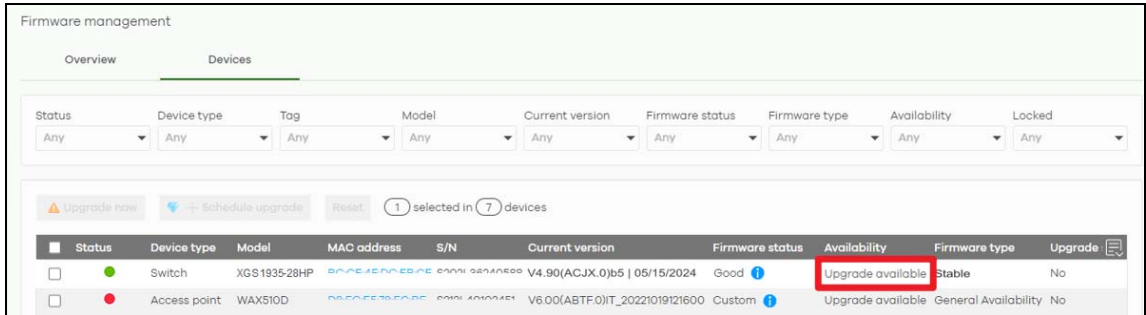 Firmware management
Overview Devices
Status Device type Tag Model Current version Firmware status Firmware type Availability Locked
Any Any Any Any Any Any Any Any Any
Upgrade now + Schedule upgrade Reset 1 selected in 7 devices
Status Device type Model MAC address S/N Current version Firmware status Availability Firmware type Upgrade
Switch XGS1935-28HP V4.90(ACJX.0)b5 | 05/15/2024 Good Upgrade available Stable No
Access point WAX510D V6.00(ABTF.0)IT_20221019121600 Custom Upgrade available General Availability No